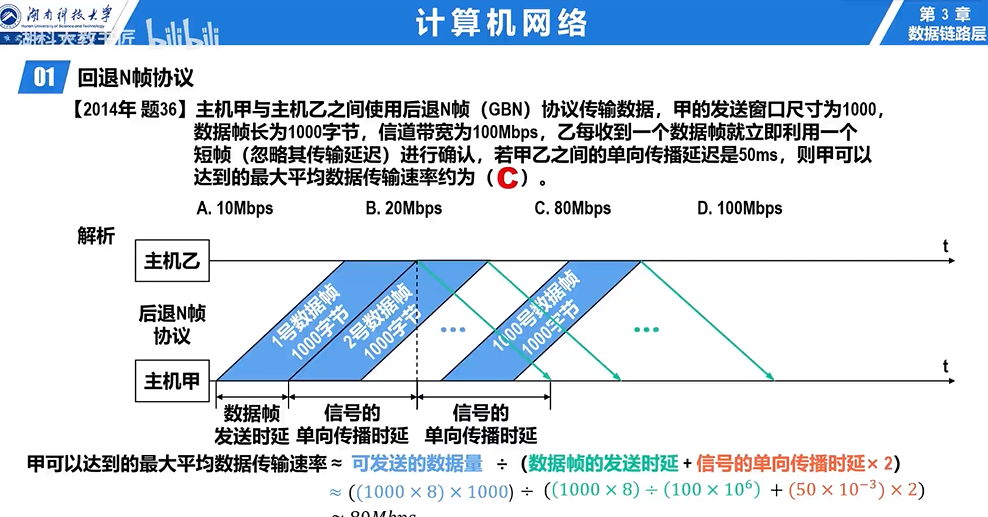 湖南科技大学
Hunan University of Science and Technology
计算机网络
第 3 章
数据链路层
湖科大教书匠 bilibili
01 回退N帧协议
【2014年 题36】主机甲与主机乙之间使用后退N帧（GBN）协议传输数据，甲的发送窗口尺寸为1000，
数据帧长为1000字节，信道带宽为100Mbps，乙每收到一个数据帧就立即利用一个
短帧（忽略其传输延迟）进行确认，若甲乙之间的单向传播延迟是50ms，则甲可以
达到的最大平均数据传输速率约为（C）。
A. 10Mbps B. 20Mbps C. 80Mbps D. 100Mbps
解析
主机乙
t
后退N帧
协议
1号数据帧
1000字节
2号数据帧
1000字节
•••
1000号数据帧
1000字节
•••
主机甲
t
数据帧
发送时延
信号的
单向传播时延
信号的
单向传播时延
甲可以达到的最大平均数据传输速率≈ 可发送的数据量 ÷（数据帧的发送时延 + 信号的单向传播时延× 2）
≈ ((1000 × 8) × 1000) ÷ ((1000 × 8) ÷ (100 × 10⁶) + (50 × 10⁻³) × 2)
≈ 80Mbps